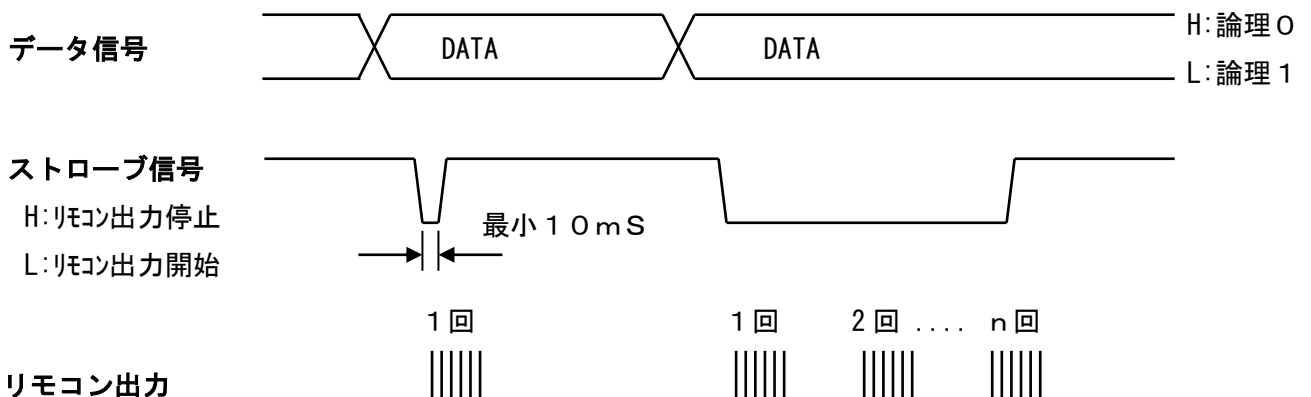 データ信号
DATA
DATA
H:論理0
L:論理1
ストローブ信号
H:ﾘﾓｺﾝ出力停止
L:ﾘﾓｺﾝ出力開始
最小10mS
1回
1回
2回 ....
n回
リモコン出力